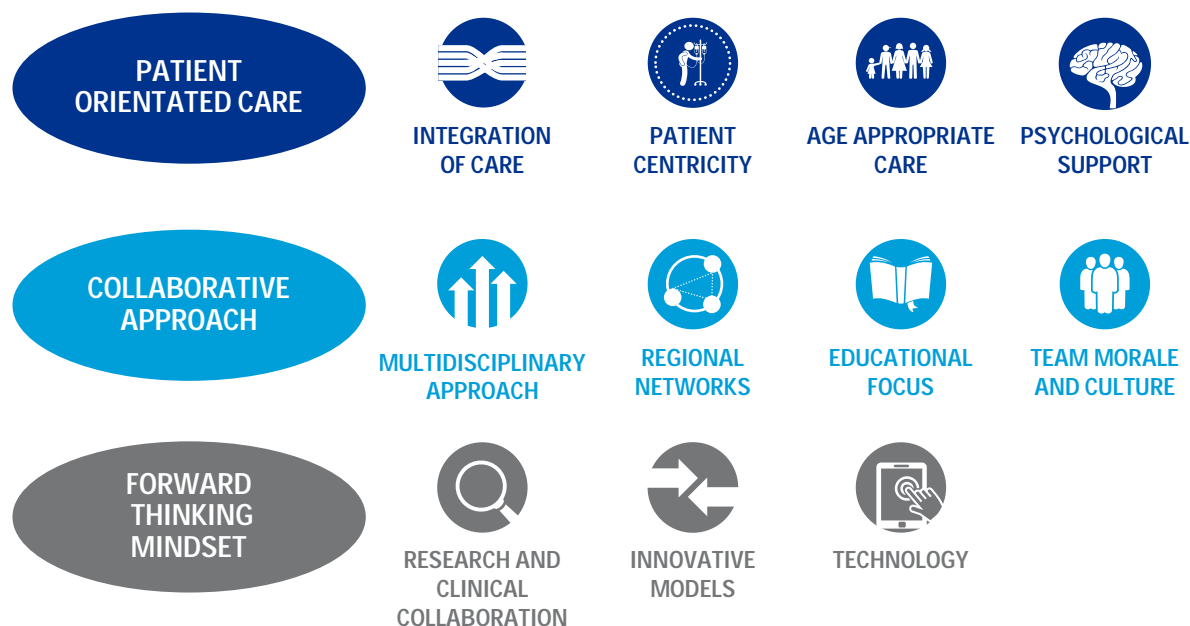 PATIENT
ORIENTATED CARE
INTEGRATION
OF CARE
PATIENT
CENTRICITY
AGE APPROPRIATE
CARE
PSYCHOLOGICAL
SUPPORT
COLLABORATIVE
APPROACH
MULTIDISCIPLINARY
APPROACH
REGIONAL
NETWORKS
EDUCATIONAL
FOCUS
TEAM MORALE
AND CULTURE
FORWARD
THINKING
MINDSET
RESEARCH AND
CLINICAL
COLLABORATION
INNOVATIVE
MODELS
TECHNOLOGY